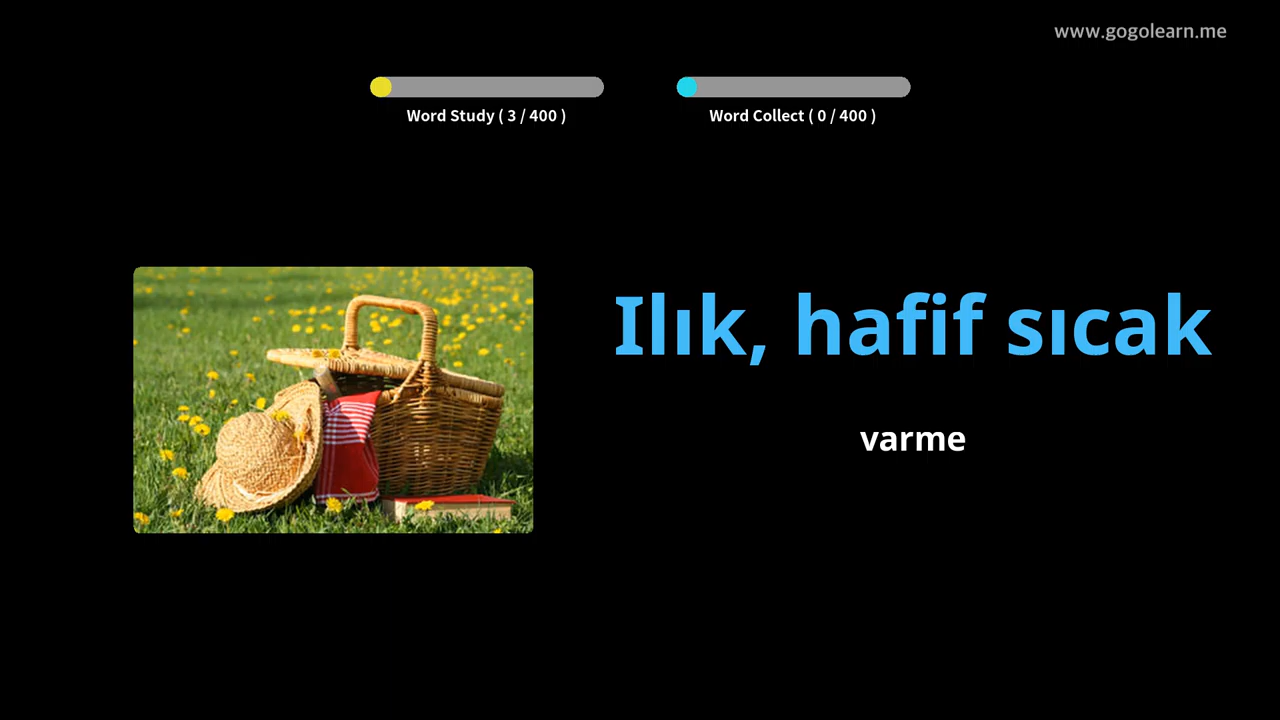 www.gogolearn.me
Word Study ( 3 / 400 )
Word Collect ( 0 / 400 )
Ilık, hafif sıcak
varme